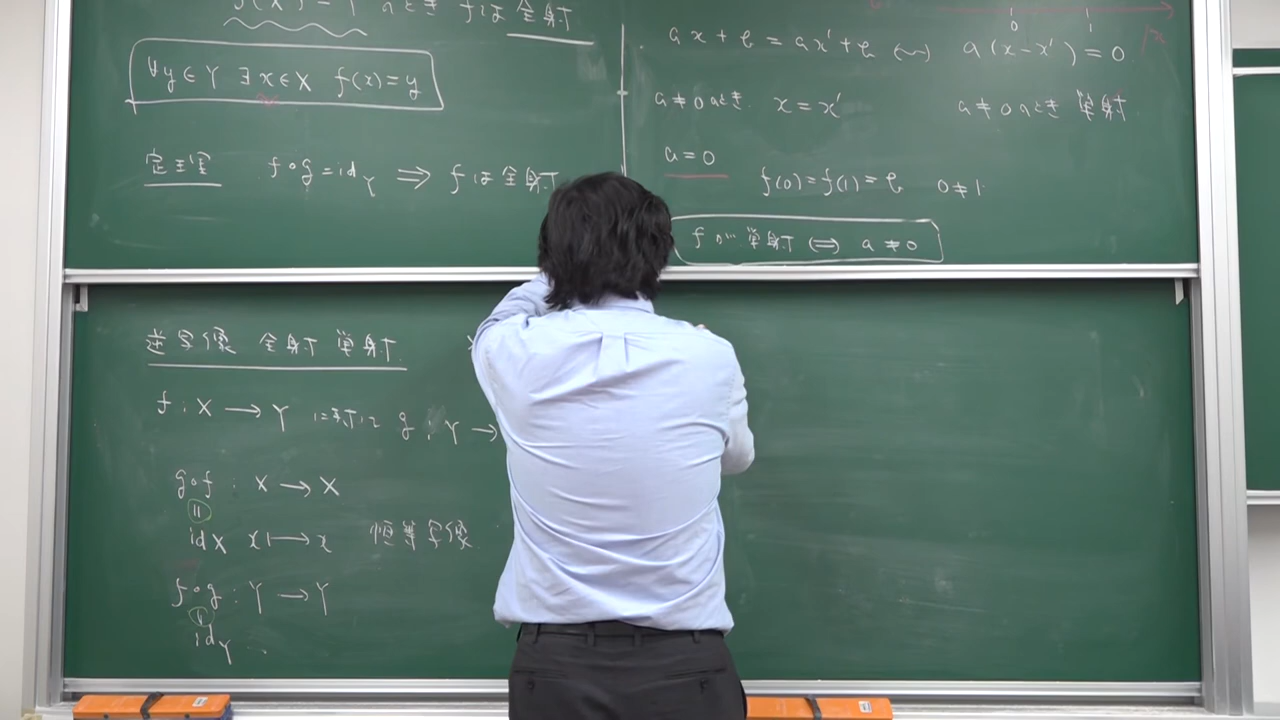 のとき fは全射
∀y∈Y ∃x∈X f(x)=y
定理 f∘g=id_Y ⟹ fは全射
0 1
ax+b=ax'+b ⟺ a(x-x')=0
a≠0のとき x=x' a≠0のとき 単射
a=0
f(0)=f(1)=b 0≠1
fが単射 ⟺ a≠0
逆写像 全射 単射
f:X→Y に対して g:Y→
g∘f:X→X
=
id_X x↦x 恒等写像
f∘g:Y→Y
id_Y